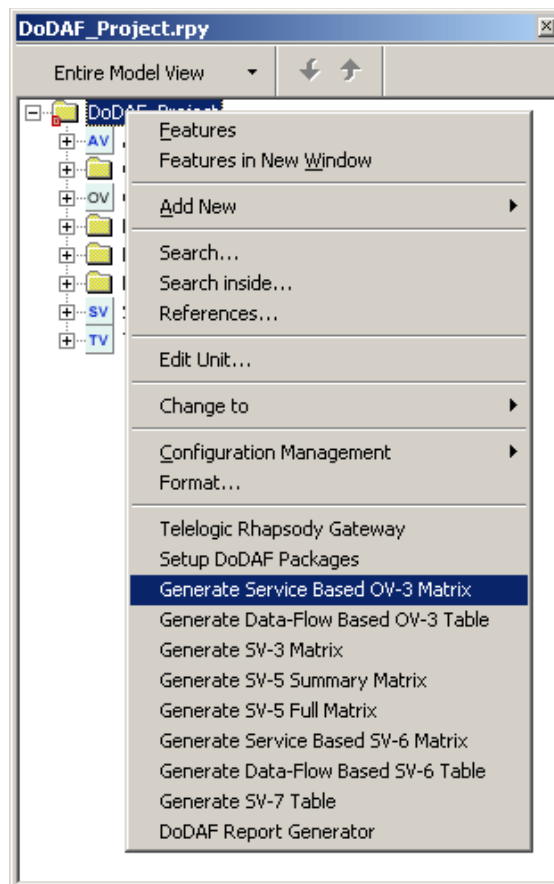 DoDAF_Project.rpy
Entire Model View
DoDAF_Project
Features
AV
Features in New Window
OV
Add New
Search...
Search inside...
SV
References...
TV
Edit Unit...
Change to
Configuration Management
Format...
Telelogic Rhapsody Gateway
Setup DoDAF Packages
Generate Service Based OV-3 Matrix
Generate Data-Flow Based OV-3 Table
Generate SV-3 Matrix
Generate SV-5 Summary Matrix
Generate SV-5 Full Matrix
Generate Service Based SV-6 Matrix
Generate Data-Flow Based SV-6 Table
Generate SV-7 Table
DoDAF Report Generator